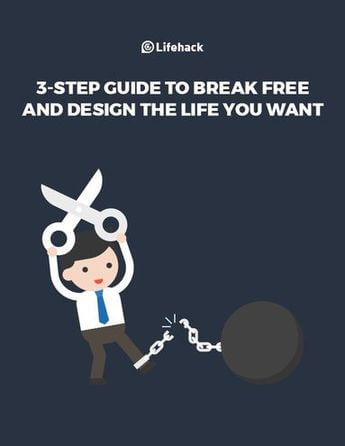 Lifehack
3-STEP GUIDE TO BREAK FREE
AND DESIGN THE LIFE YOU WANT